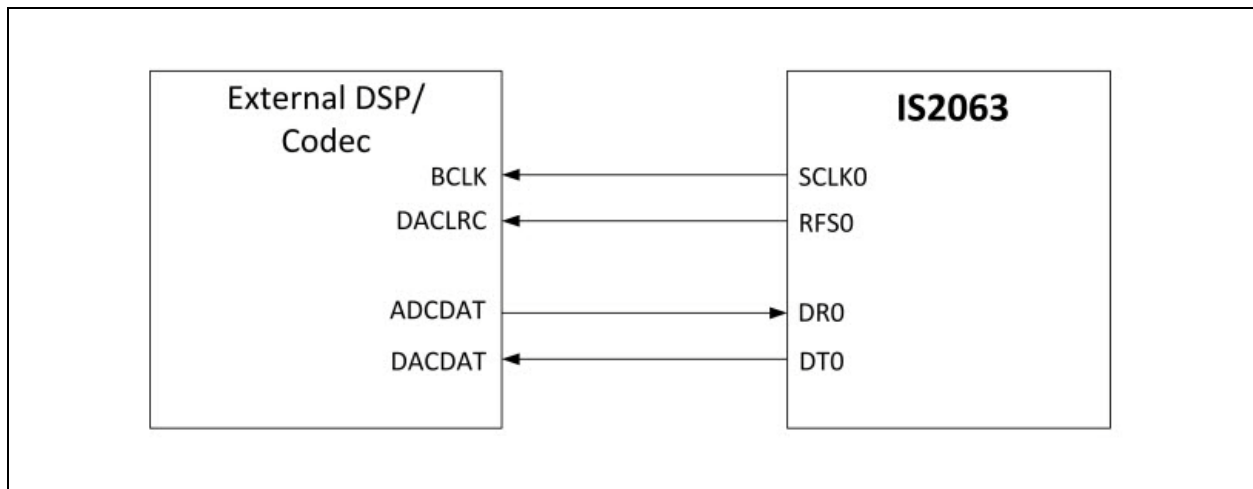 External DSP/
Codec
BCLK
DACLRC
ADCDAT
DACDAT
IS2063
SCLK0
RFS0
DR0
DT0